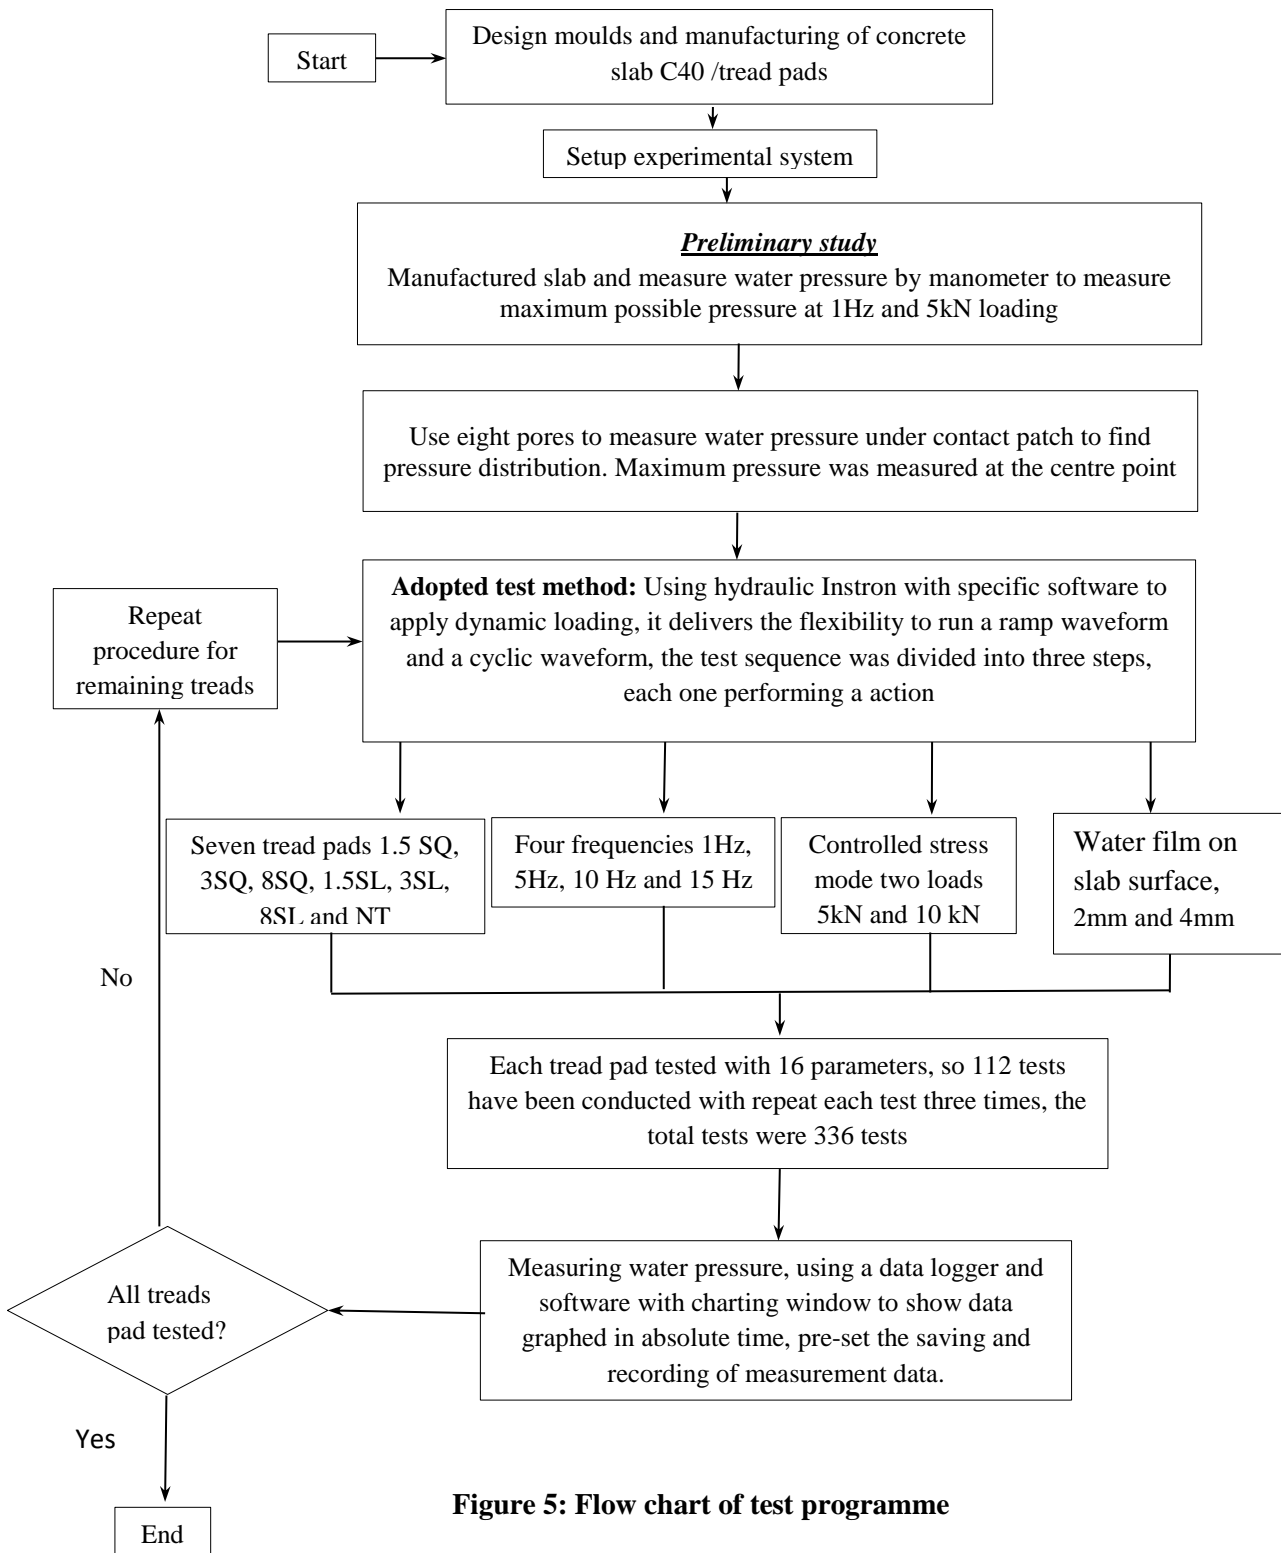 Start
Design moulds and manufacturing of concrete
slab C40 /tread pads
Setup experimental system
Preliminary study
Manufactured slab and measure water pressure by manometer to measure
maximum possible pressure at 1Hz and 5kN loading
Use eight pores to measure water pressure under contact patch to find
pressure distribution. Maximum pressure was measured at the centre point
Repeat
procedure for
remaining treads
Adopted test method: Using hydraulic Instron with specific software to
apply dynamic loading, it delivers the flexibility to run a ramp waveform
and a cyclic waveform, the test sequence was divided into three steps,
each one performing a action
Seven tread pads 1.5 SQ,
3SQ, 8SQ, 1.5SL, 3SL,
8SL and NT
Four frequencies 1Hz,
5Hz, 10 Hz and 15 Hz
Controlled stress
mode two loads
5kN and 10 kN
Water film on
slab surface,
2mm and 4mm
No
Each tread pad tested with 16 parameters, so 112 tests
have been conducted with repeat each test three times, the
total tests were 336 tests
Measuring water pressure, using a data logger and
software with charting window to show data
graphed in absolute time, pre-set the saving and
recording of measurement data.
All treads
pad tested?
Yes
End
Figure 5: Flow chart of test programme